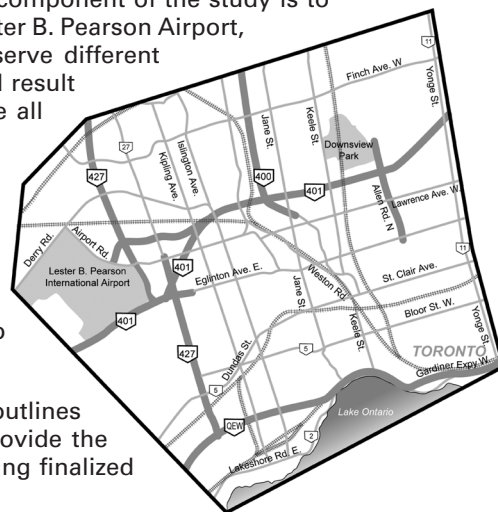 component of the study is to
ter B. Pearson Airport,
serve different
l result
e all
outlines
ovide the
ng finalized
11
Finch Ave. W
Yonge St.
Jane St.
Keele St.
27
Kipling Ave.
Islington Ave.
Downsview
Park
427
400
401
Allen Rd. N
Lawrence Ave. W.
Derry Rd.
Airport Rd.
Lester B. Pearson
International Airport
401
Eglinton Ave. E.
Weston Rd.
11
St. Clair Ave.
Jane St.
Bloor St. W.
401
427
Dundas St.
5
Keele St.
Yonge St.
TORONTO
Gardiner Expy W.
5
Lake Ontario
QEW
2
Lakeshore Rd. E.